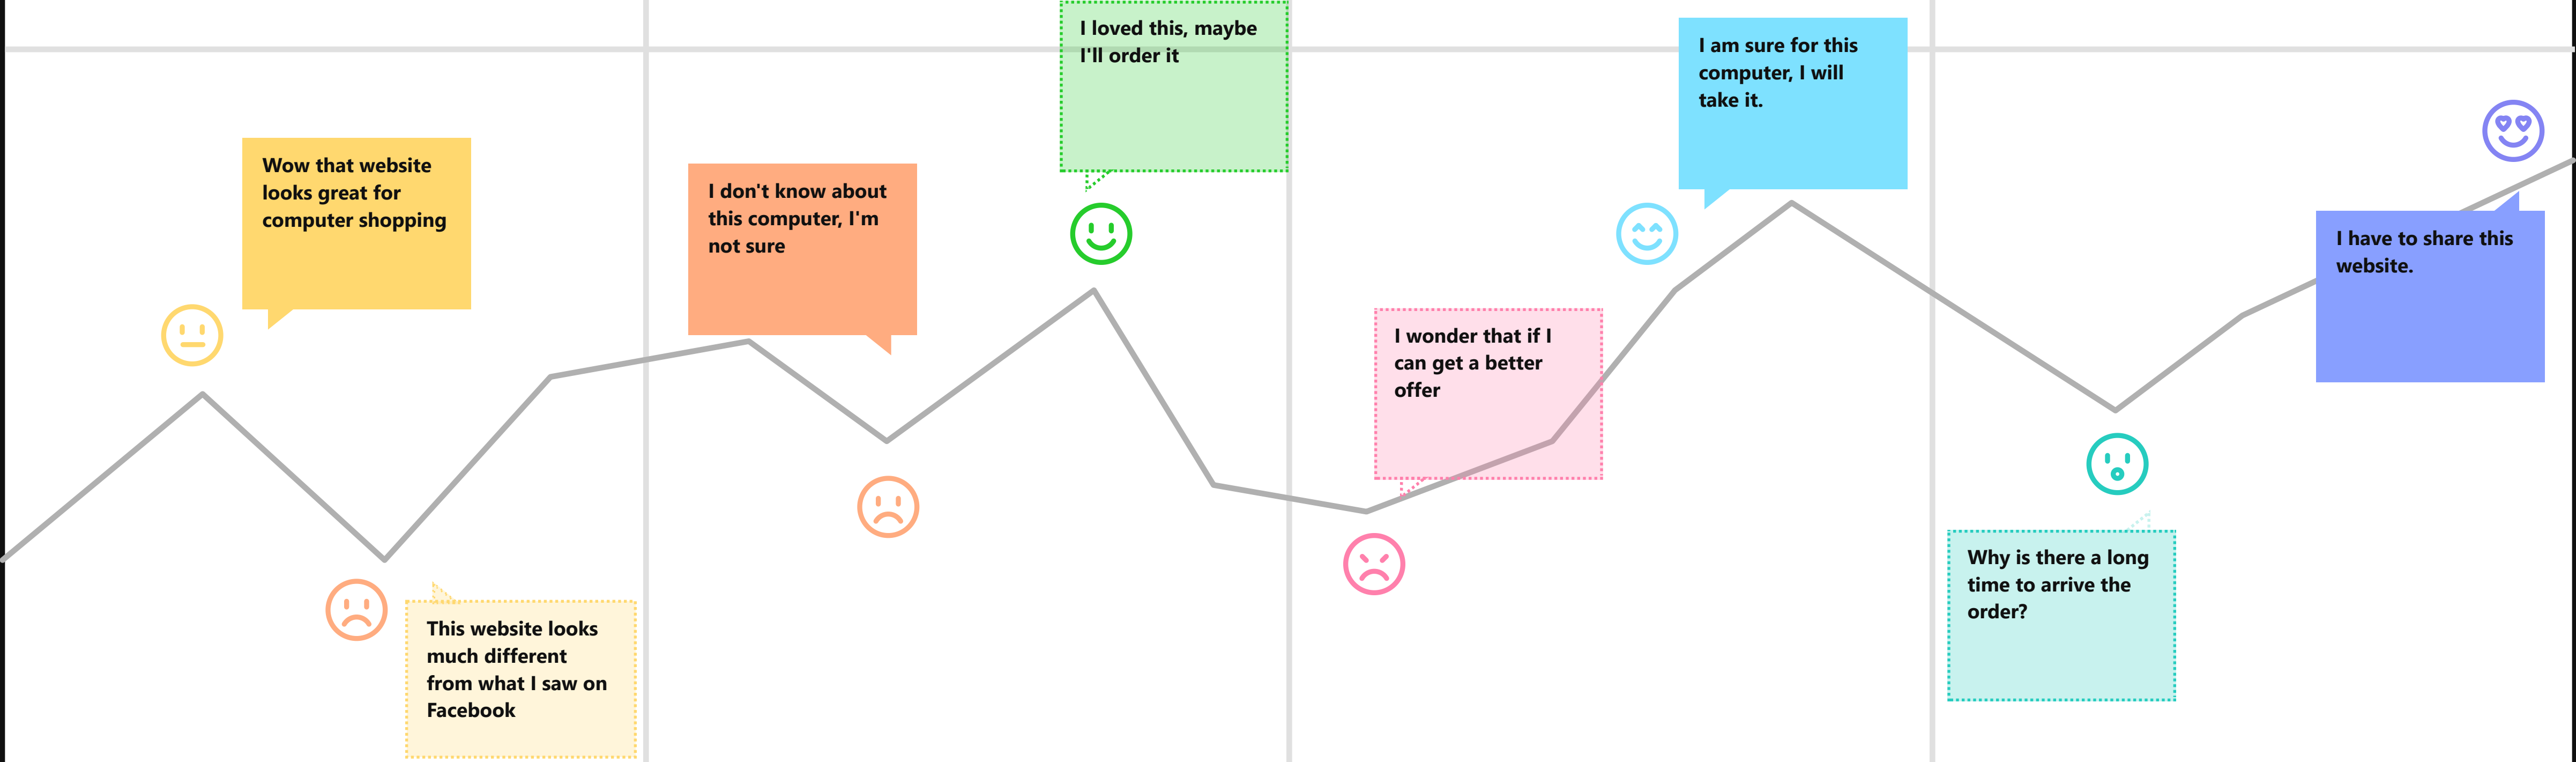 Wow that website
looks great for
computer shopping
This website looks
much different
from what I saw on
Facebook
I don't know about
this computer, I'm
not sure
I loved this, maybe
I'll order it
I wonder that if I
can get a better
offer
I am sure for this
computer, I will
take it.
Why is there a long
time to arrive the
order?
I have to share this
website.